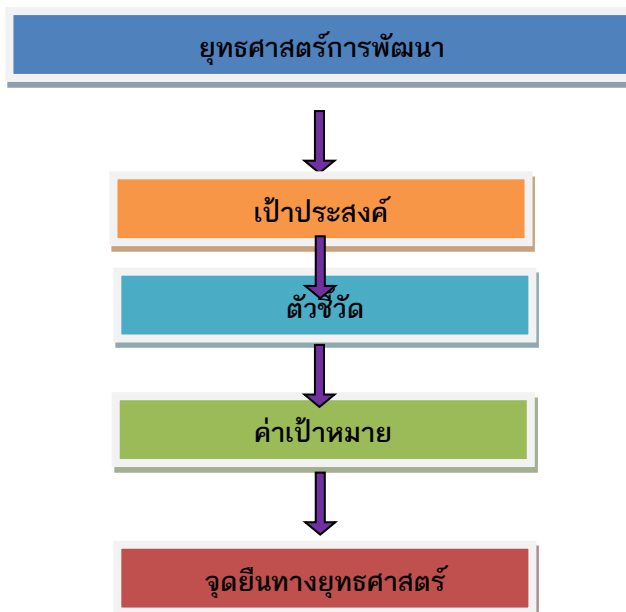 ยุทธศาสตร์การพัฒนา
เป้าประสงค์
ตัวชี้วัด
ค่าเป้าหมาย
จุดยืนทางยุทธศาสตร์